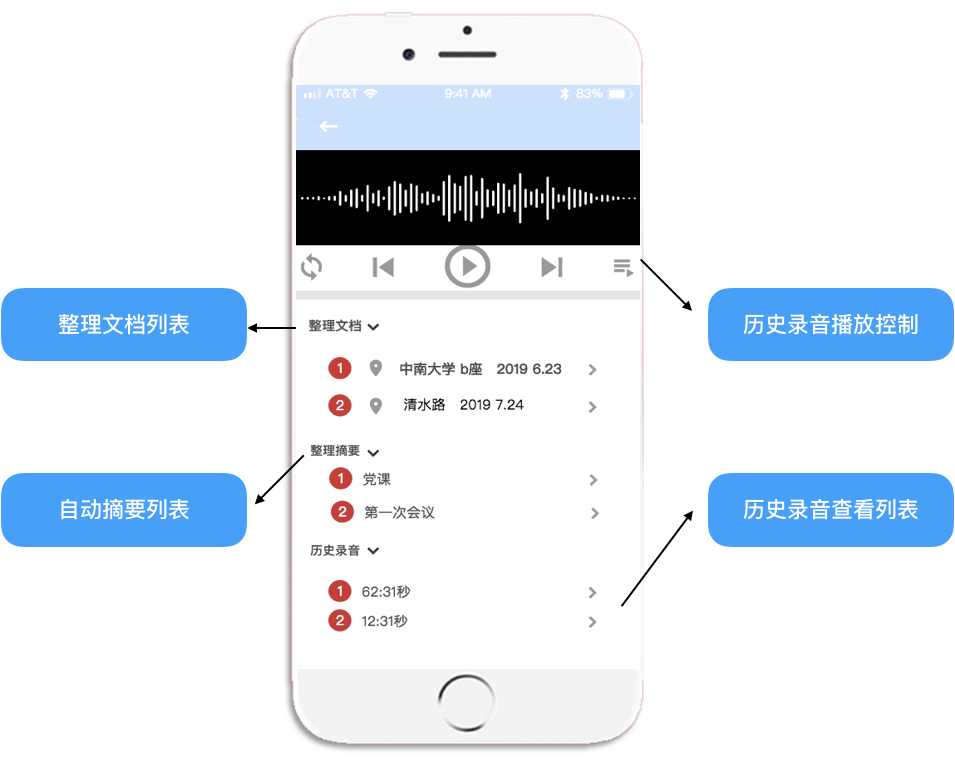 AT&T 9:41 AM 83%
整理文档列表
历史录音播放控制
整理文档
1 中南大学 b座 2019 6.23
2 清水路 2019 7.24
整理摘要
1 党课
自动摘要列表
历史录音查看列表
2 第一次会议
历史录音
1 62:31秒
2 12:31秒